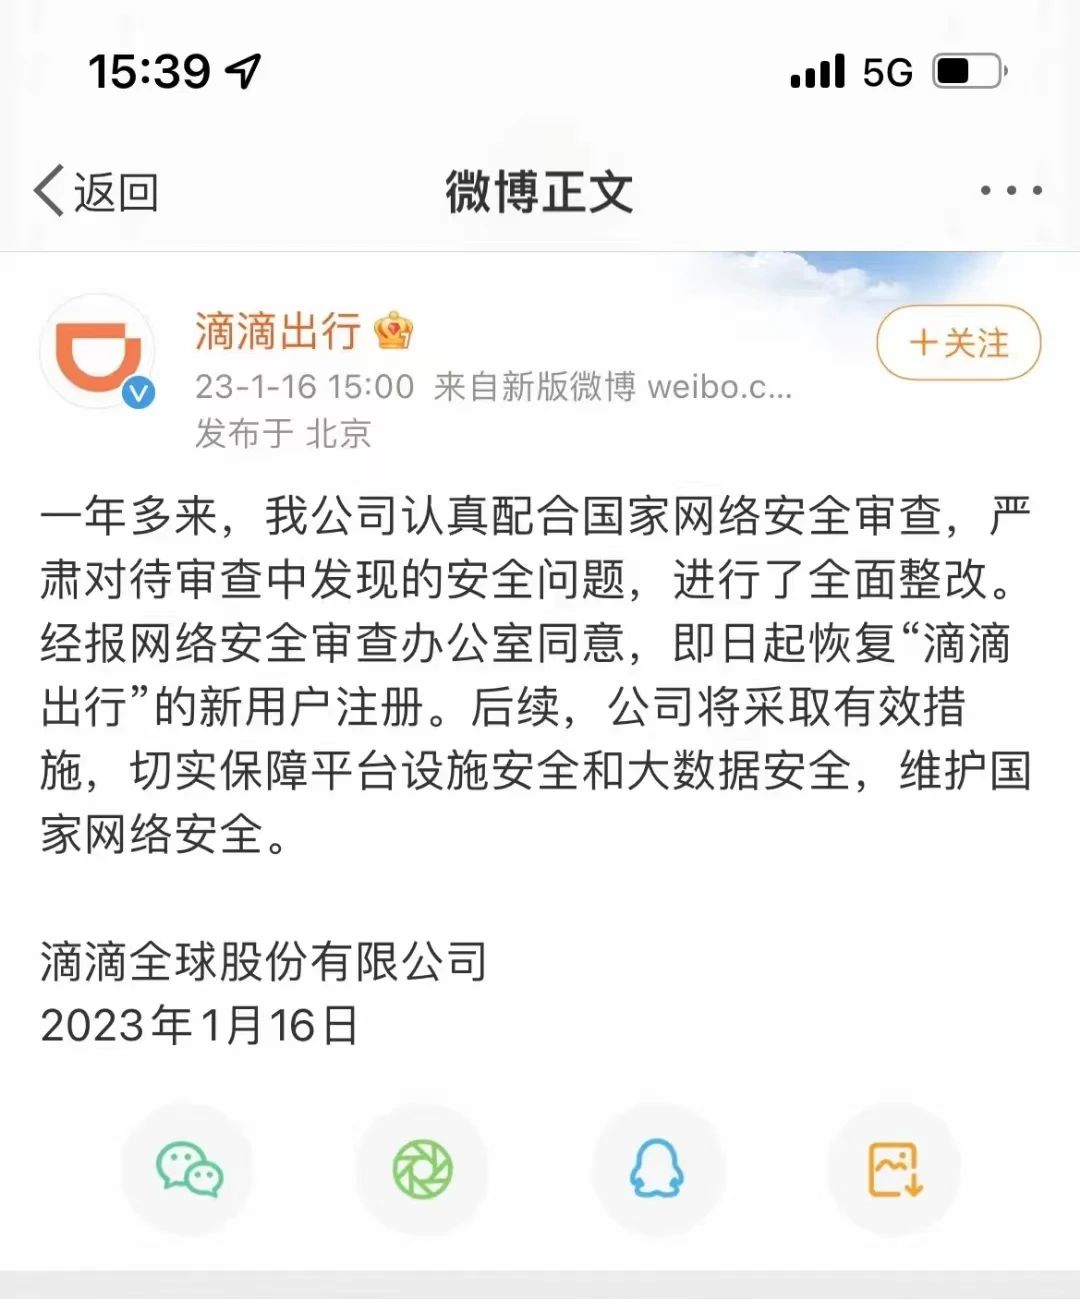 15:39 5G
返回 微博正文
滴滴出行
+关注
23-1-16 15:00 来自新版微博 weibo.c...
发布于 北京
一年多来，我公司认真配合国家网络安全审查，严
肃对待审查中发现的安全问题，进行了全面整改。
经报网络安全审查办公室同意，即日起恢复“滴滴
出行”的新用户注册。后续，公司将采取有效措
施，切实保障平台设施安全和大数据安全，维护国
家网络安全。
滴滴全球股份有限公司
2023年1月16日